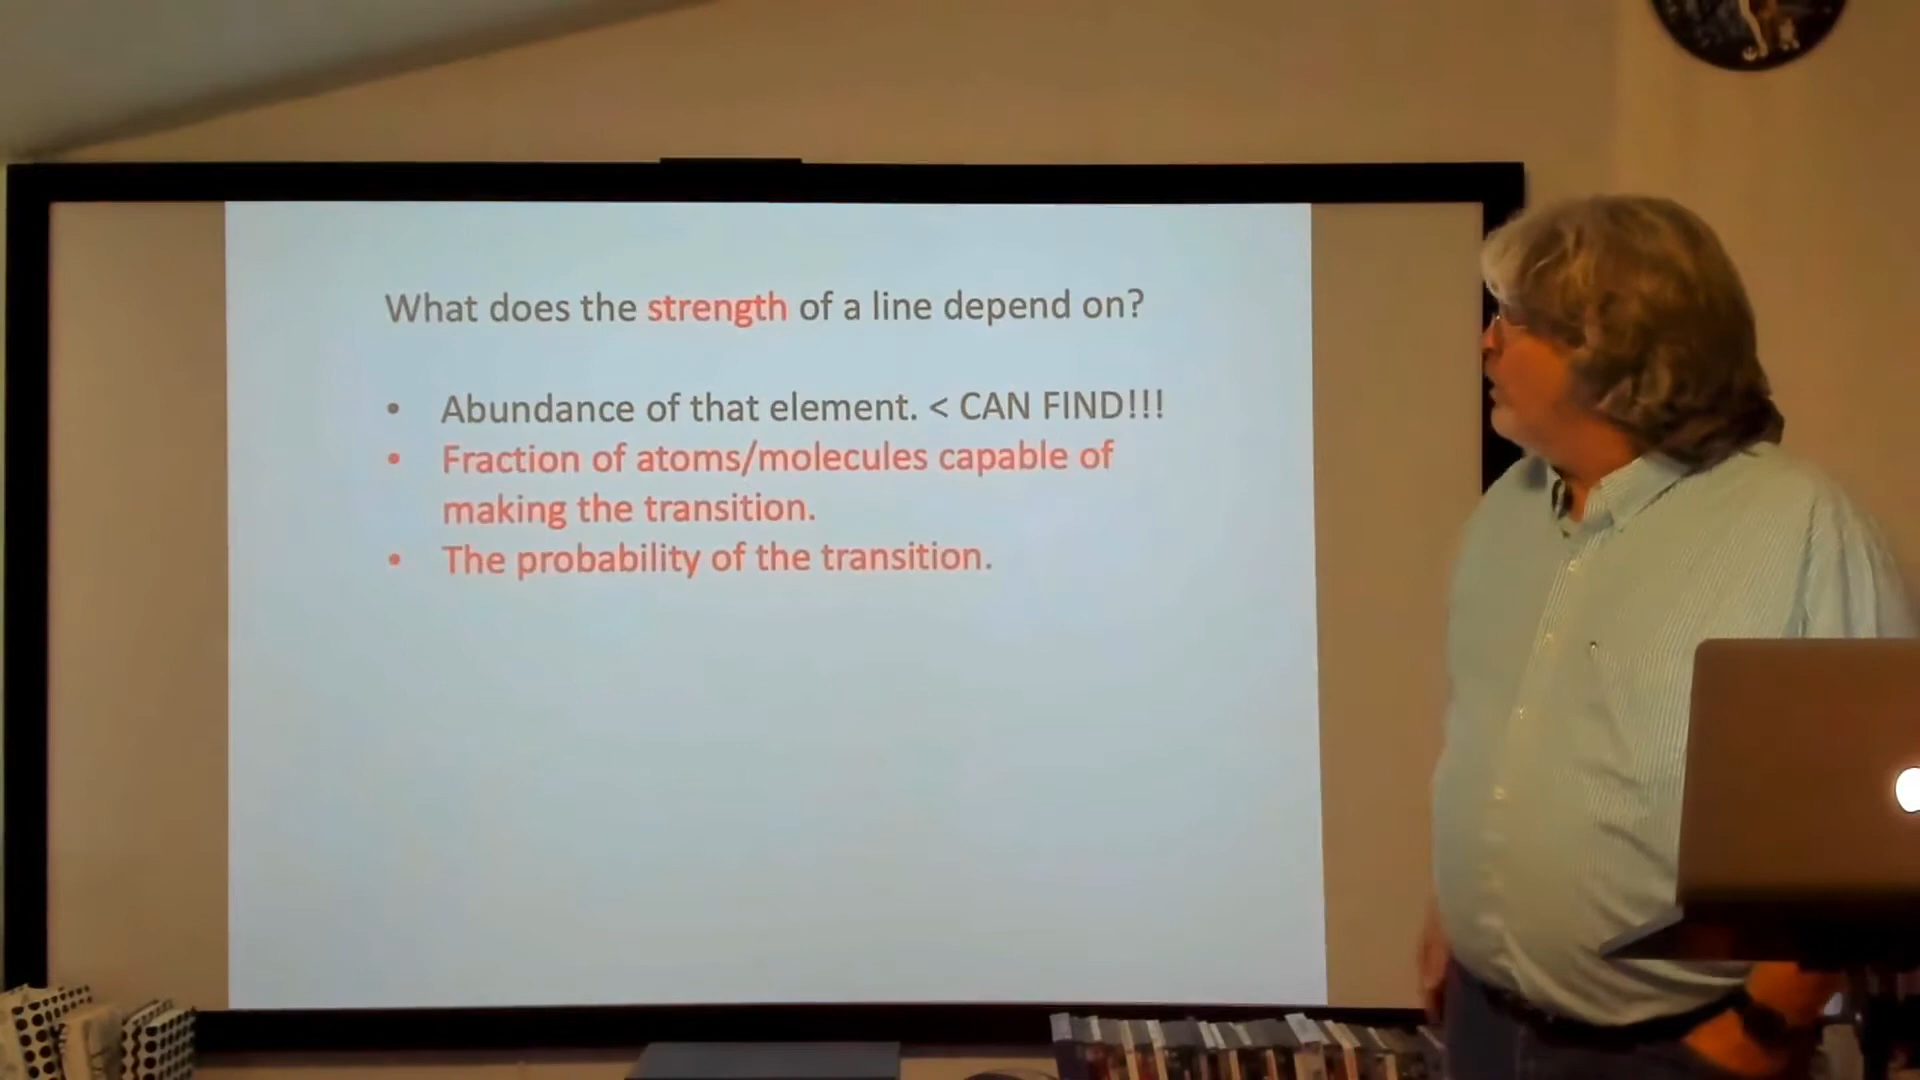 What does the strength of a line depend on?
• Abundance of that element. < CAN FIND!!!
• Fraction of atoms/molecules capable of
making the transition.
• The probability of the transition.